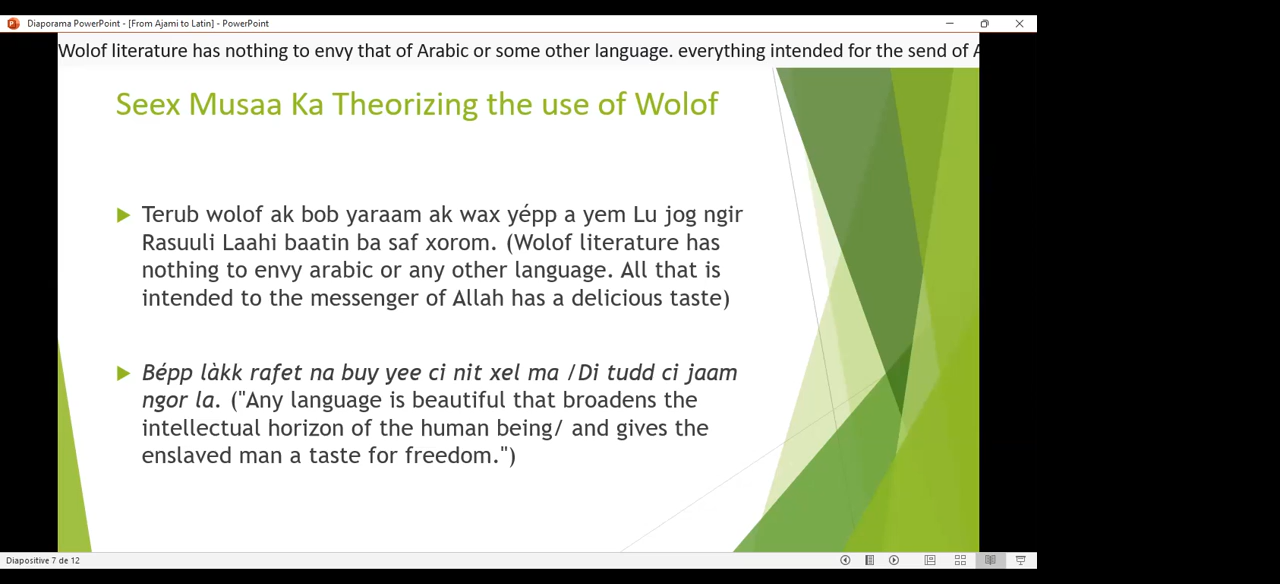 Diaporama PowerPoint - [From Ajami to Latin] - PowerPoint
Wolof literature has nothing to envy that of Arabic or some other language. everything intended for the send of A
Seex Musaa Ka Theorizing the use of Wolof
Terub wolof ak bob yaraam ak wax yépp a yem Lu jog ngir
Rasuuli Laahi baatin ba saf xorom. (Wolof literature has
nothing to envy arabic or any other language. All that is
intended to the messenger of Allah has a delicious taste)
Bépp làkk rafet na buy yee ci nit xel ma /Di tudd ci jaam
ngor la. ("Any language is beautiful that broadens the
intellectual horizon of the human being/ and gives the
enslaved man a taste for freedom.")
Diapositive 7 de 12